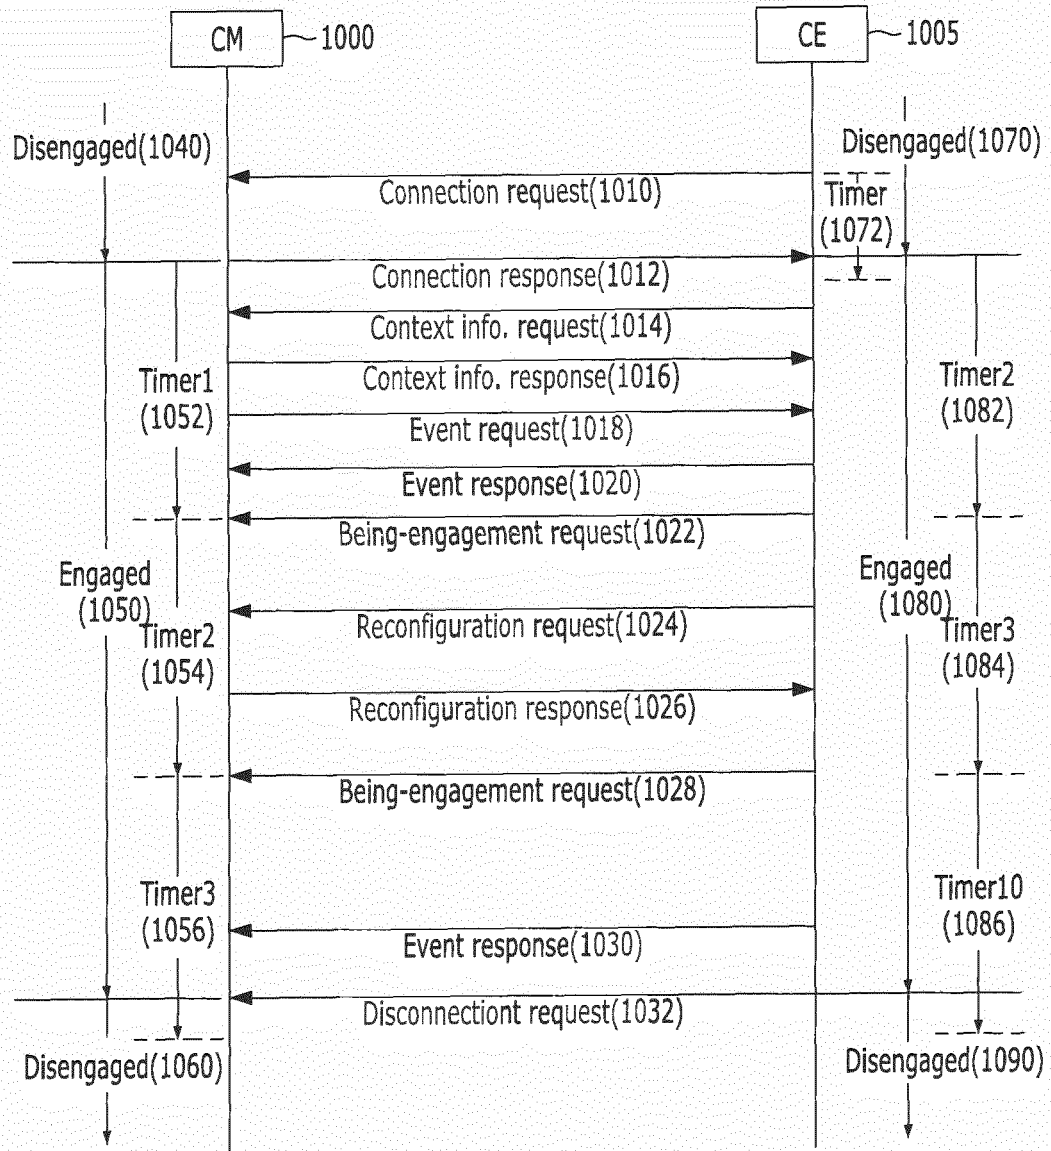 CM
1000
CE
1005
Disengaged(1040)
Disengaged(1070)
Connection request(1010)
Timer
(1072)
Connection response(1012)
Context info. request(1014)
Context info. response(1016)
Timer1
(1052)
Timer2
(1082)
Event request(1018)
Event response(1020)
Being-engagement request(1022)
Engaged
(1050)
Engaged
(1080)
Reconfiguration request(1024)
Timer2
(1054)
Timer3
(1084)
Reconfiguration response(1026)
Being-engagement request(1028)
Timer3
(1056)
Timer10
(1086)
Event response(1030)
Disconnectiont request(1032)
Disengaged(1060)
Disengaged(1090)